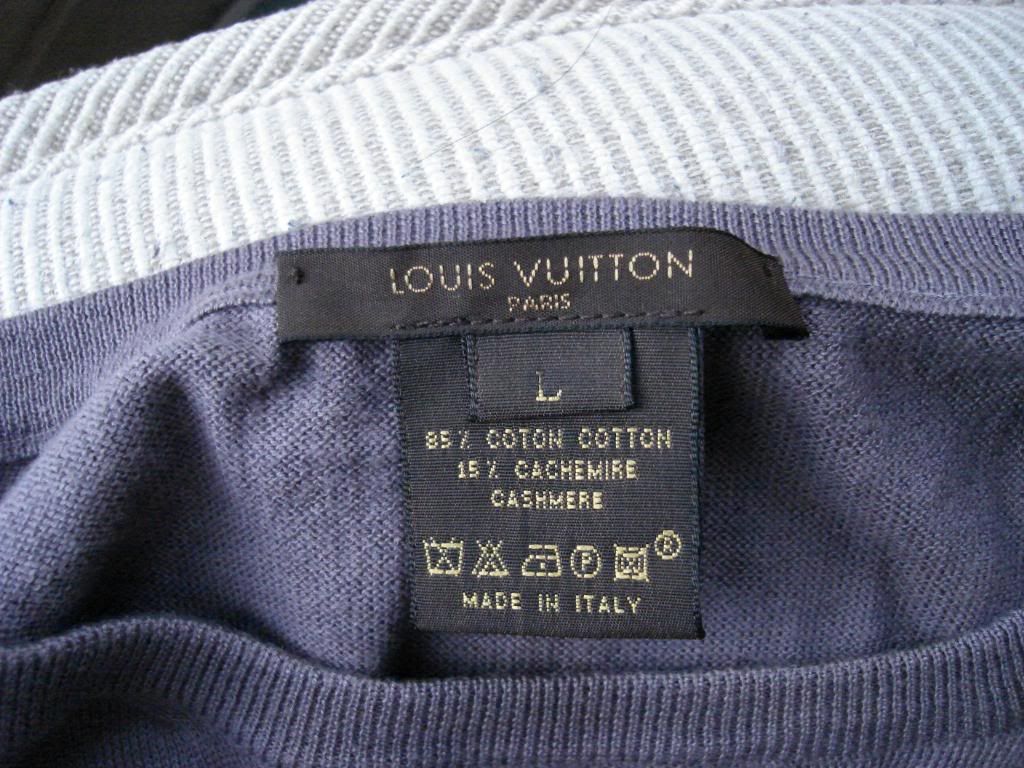 LOUIS VUITTON
PARIS
L
85% COTON COTTON
15% CACHEMIRE
CASHMERE
P ®
MADE IN ITALY